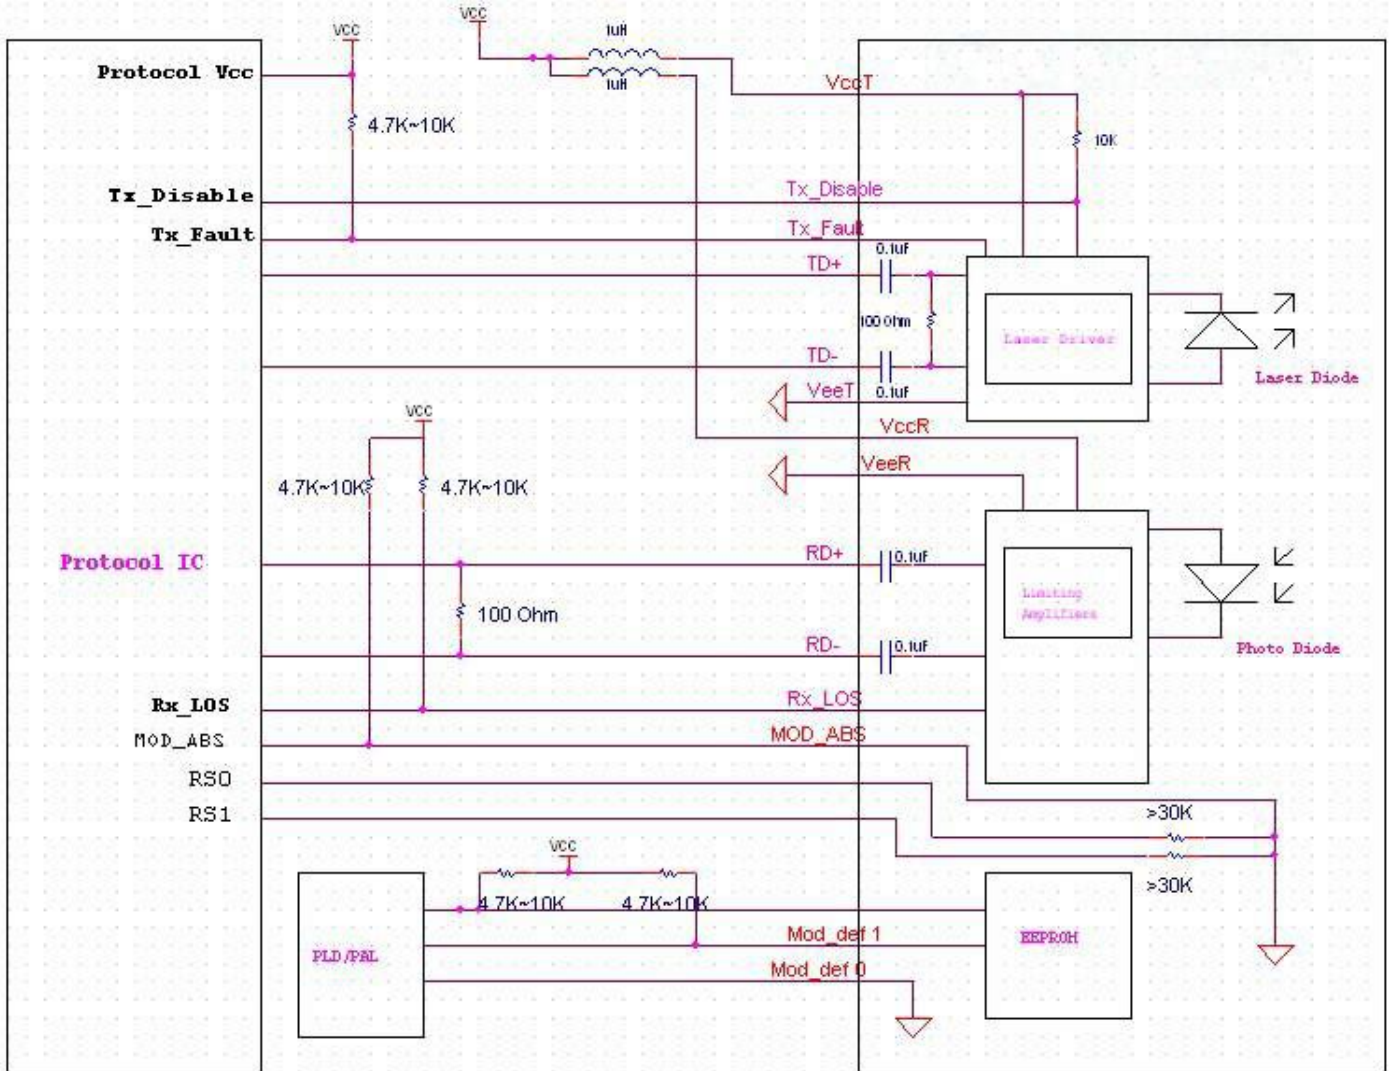 VCC
1uH
VCC
Protocol Vcc
1uH
VccT
4.7K~10K
10K
Tx_Disable
Tx_Disable
Tx_Fault
Tx_Fault
0.1uf
TD+
100 Ohm
Laser Driver
TD-
Laser Diode
VeeT
0.1uf
VCC
VccR
VeeR
4.7K~10K
4.7K~10K
Protocol IC
RD+
0.1uf
100 Ohm
Limiting
Amplifiers
RD-
0.1uf
Photo Diode
Rx_LOS
Rx_LOS
MOD_ABS
MOD_ABS
RS0
RS1
>30K
VCC
>30K
4.7K~10K
4.7K~10K
Mod_def 1
EEPROM
PLD/PAL
Mod_def 0